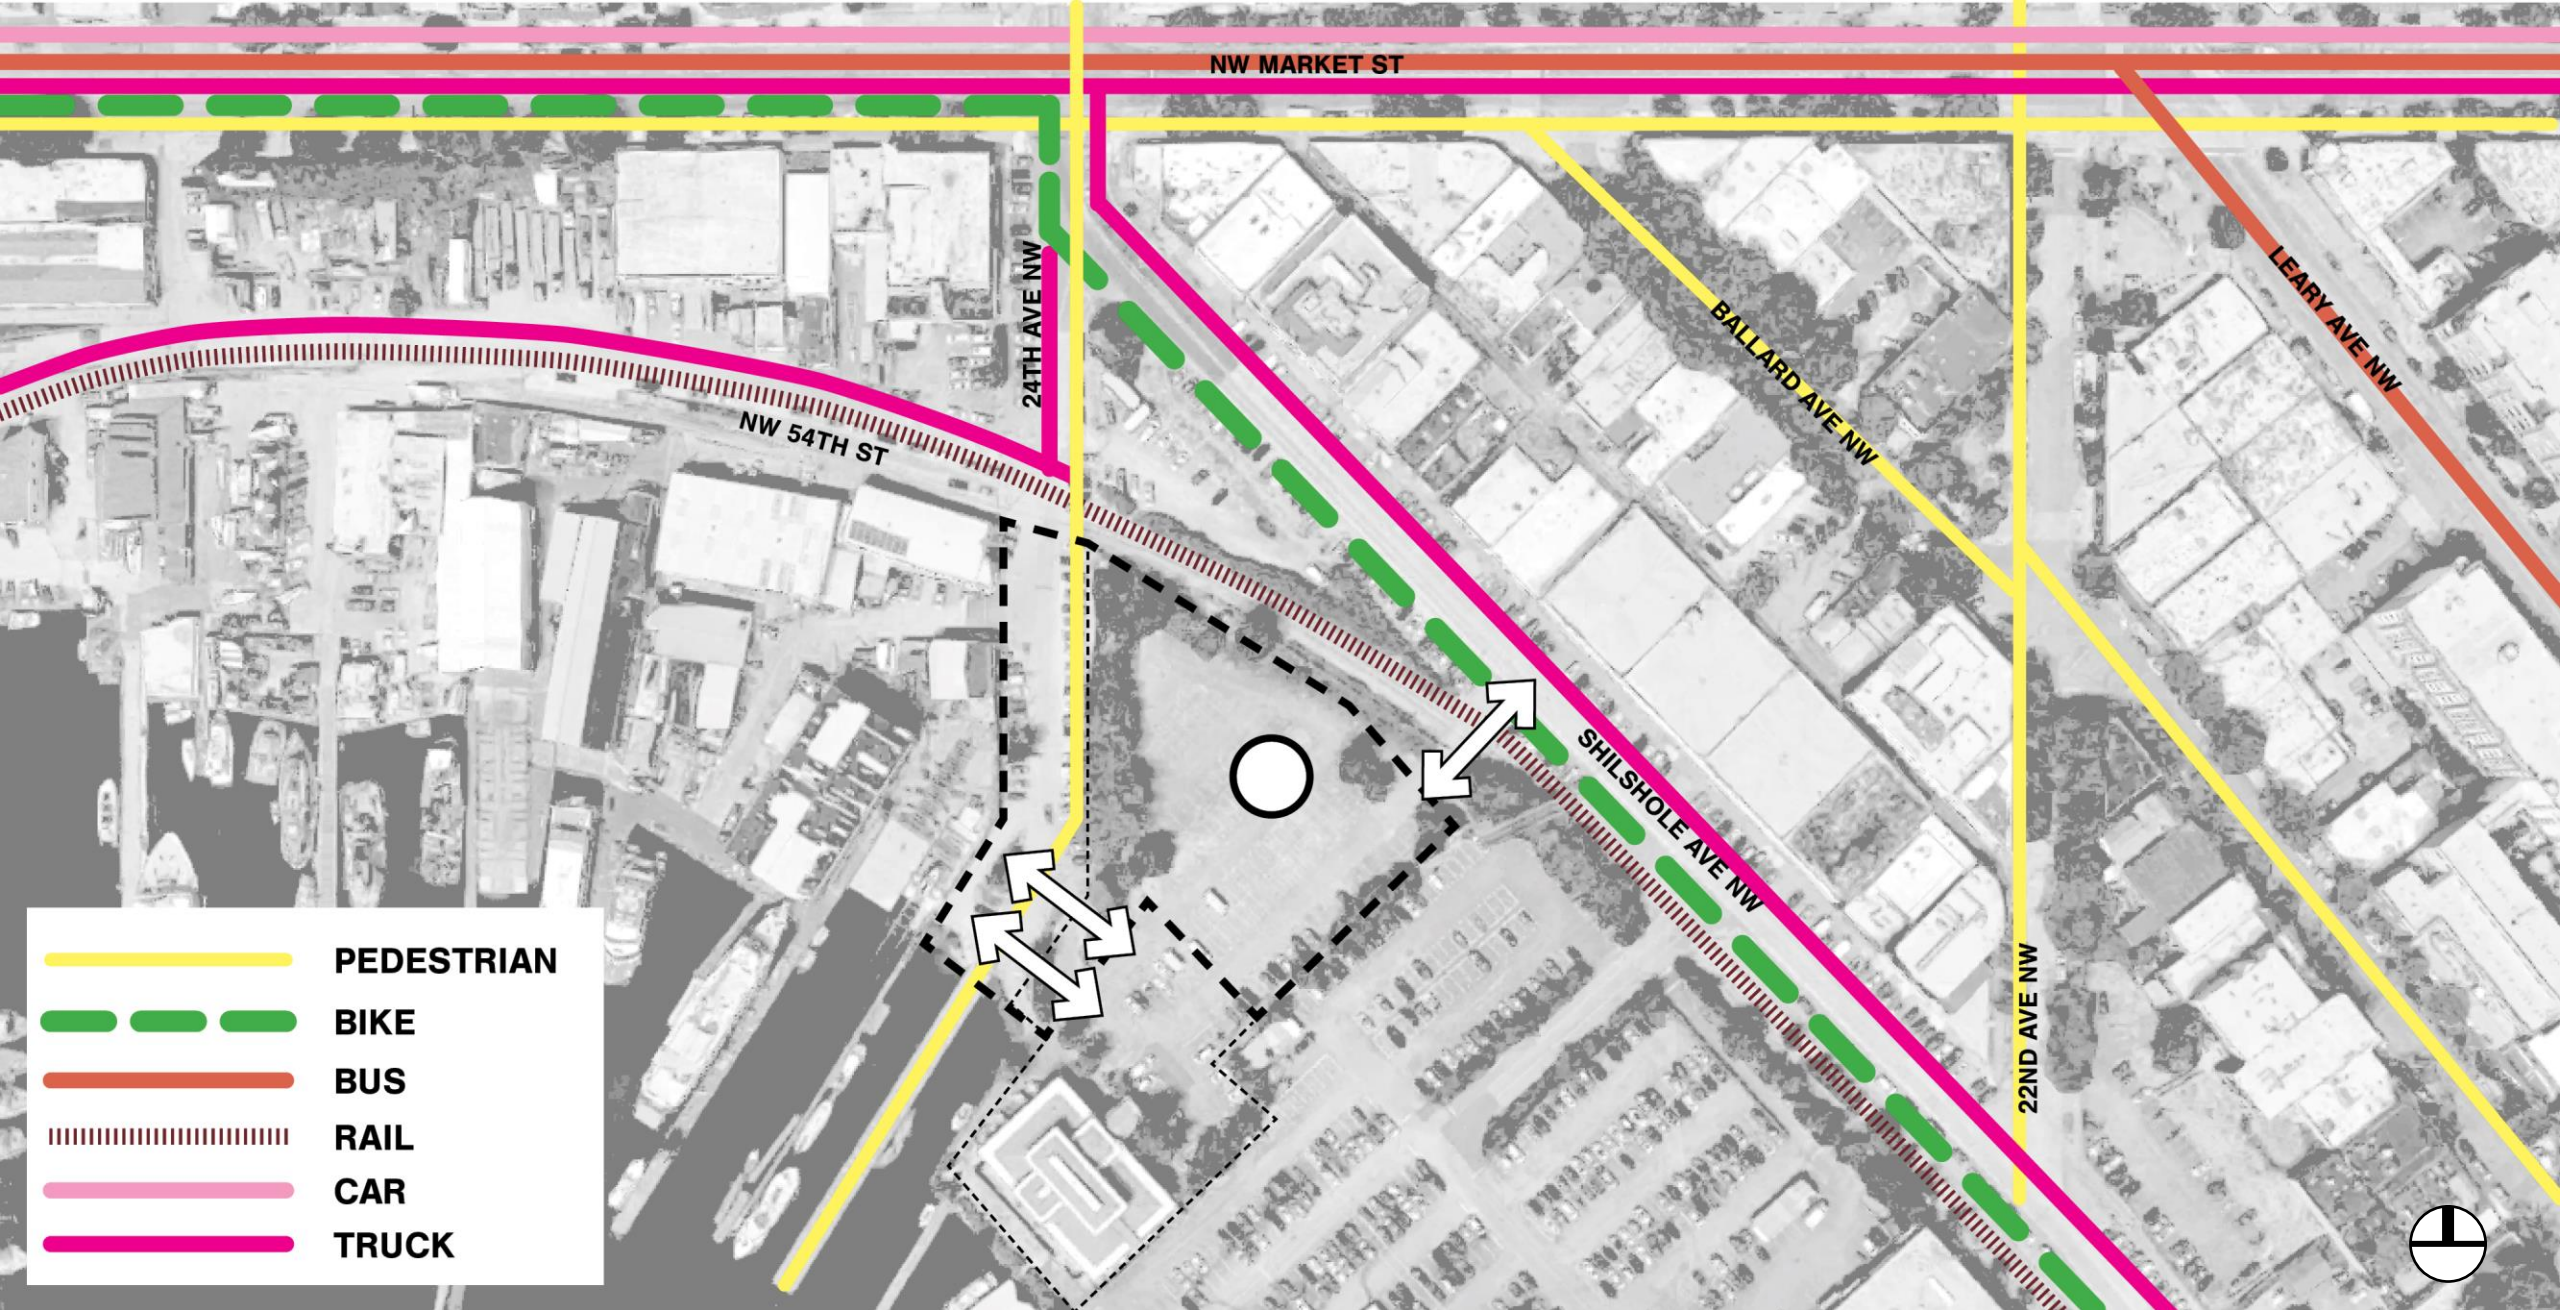 NW MARKET ST
24TH AVE NW
NW 54TH ST
BALLARD AVE NW
LEARY AVE NW
SHILSHOLE AVE NW
22ND AVE NW
PEDESTRIAN
BIKE
BUS
RAIL
CAR
TRUCK